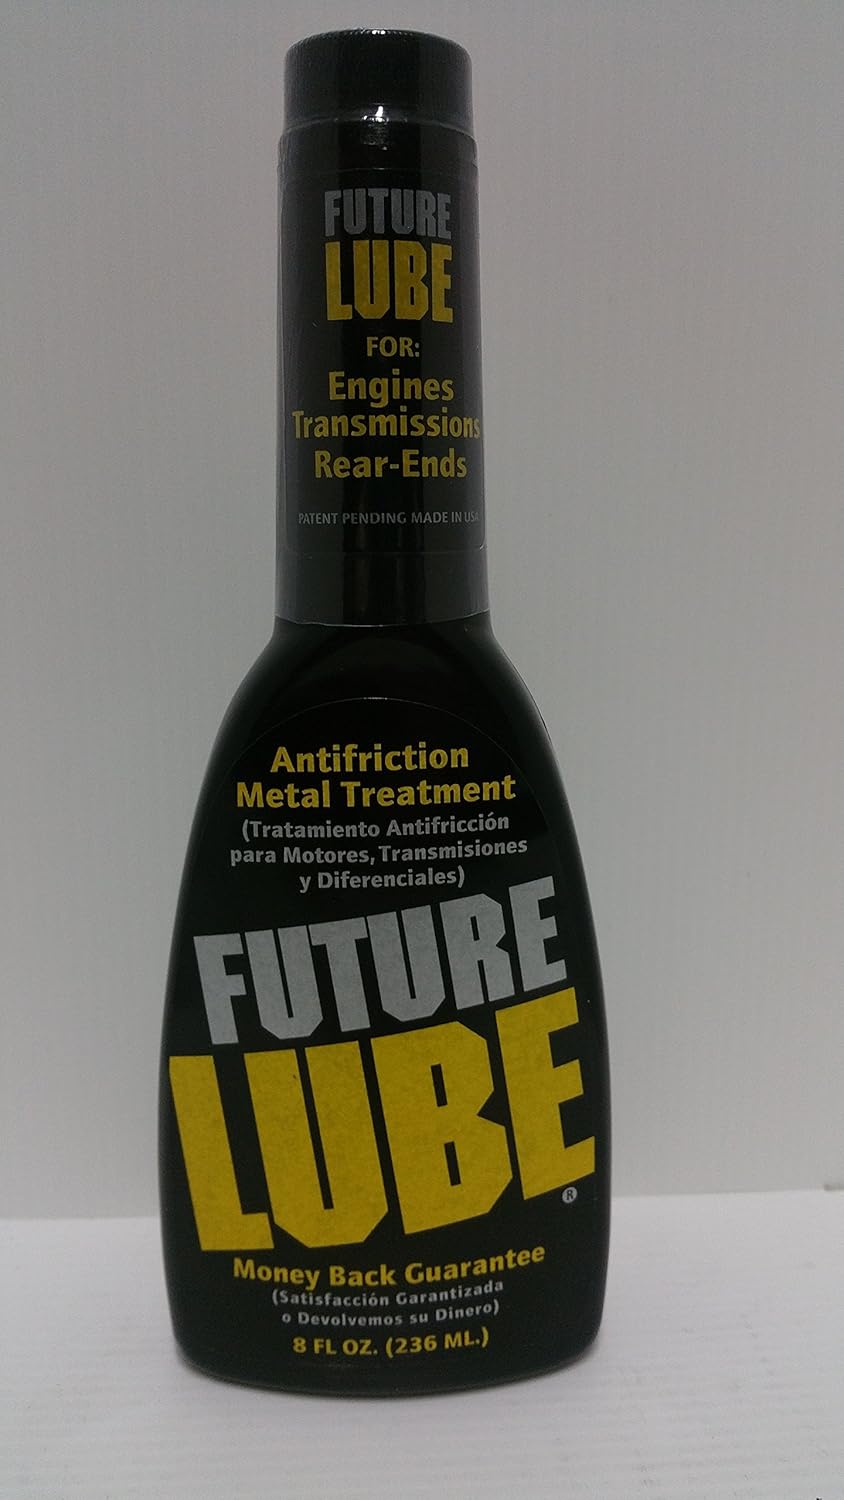 FUTURE
LUBE
FOR:
Engines
Transmissions
Rear-Ends
PATENT PENDING MADE IN USA
Antifriction
Metal Treatment
(Tratamiento Antifricción
para Motores, Transmisiones
y Diferenciales)
FUTURE
LUBE®
Money Back Guarantee
(Satisfacción Garantizada
o Devolvemos su Dinero)
8 FL OZ. (236 ML.)